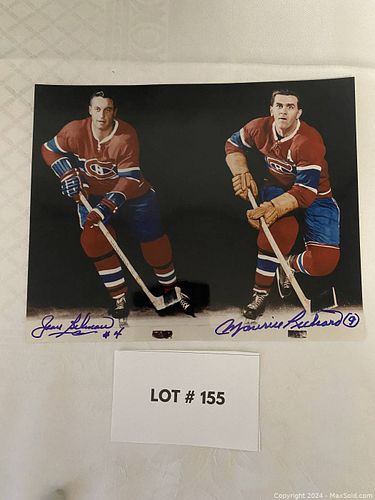 A
Jean Béliveau
#4
Maurice Richard 9
LOT # 155
Copyright 2024 - MaxSold.com